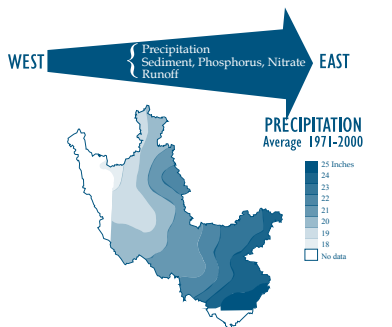 Precipitation
Sediment, Phosphorus, Nitrate
Runoff
WEST
EAST
PRECIPITATION
Average 1971-2000
25 Inches
24
23
22
21
20
19
18
No data